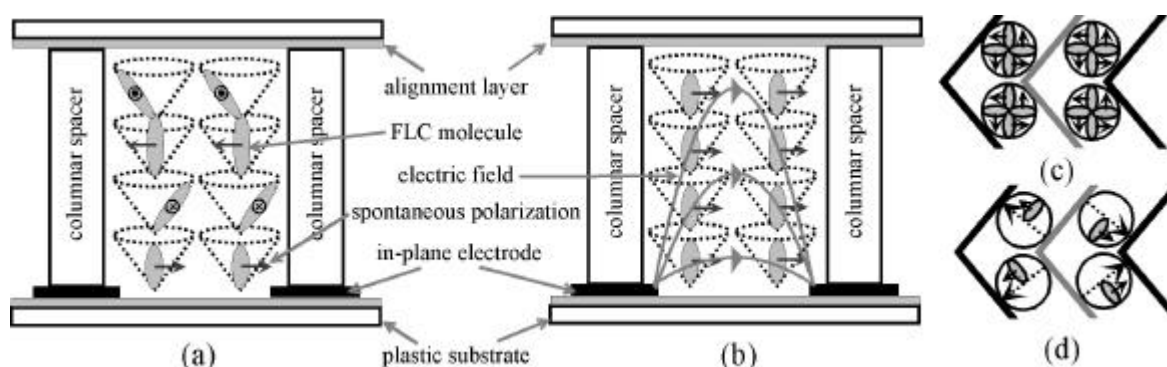 columnar spacer
columnar spacer
alignment layer
FLC molecule
electric field
spontaneous polarization
in-plane electrode
plastic substrate
columnar spacer
columnar spacer
(a)
(b)
(c)
(d)